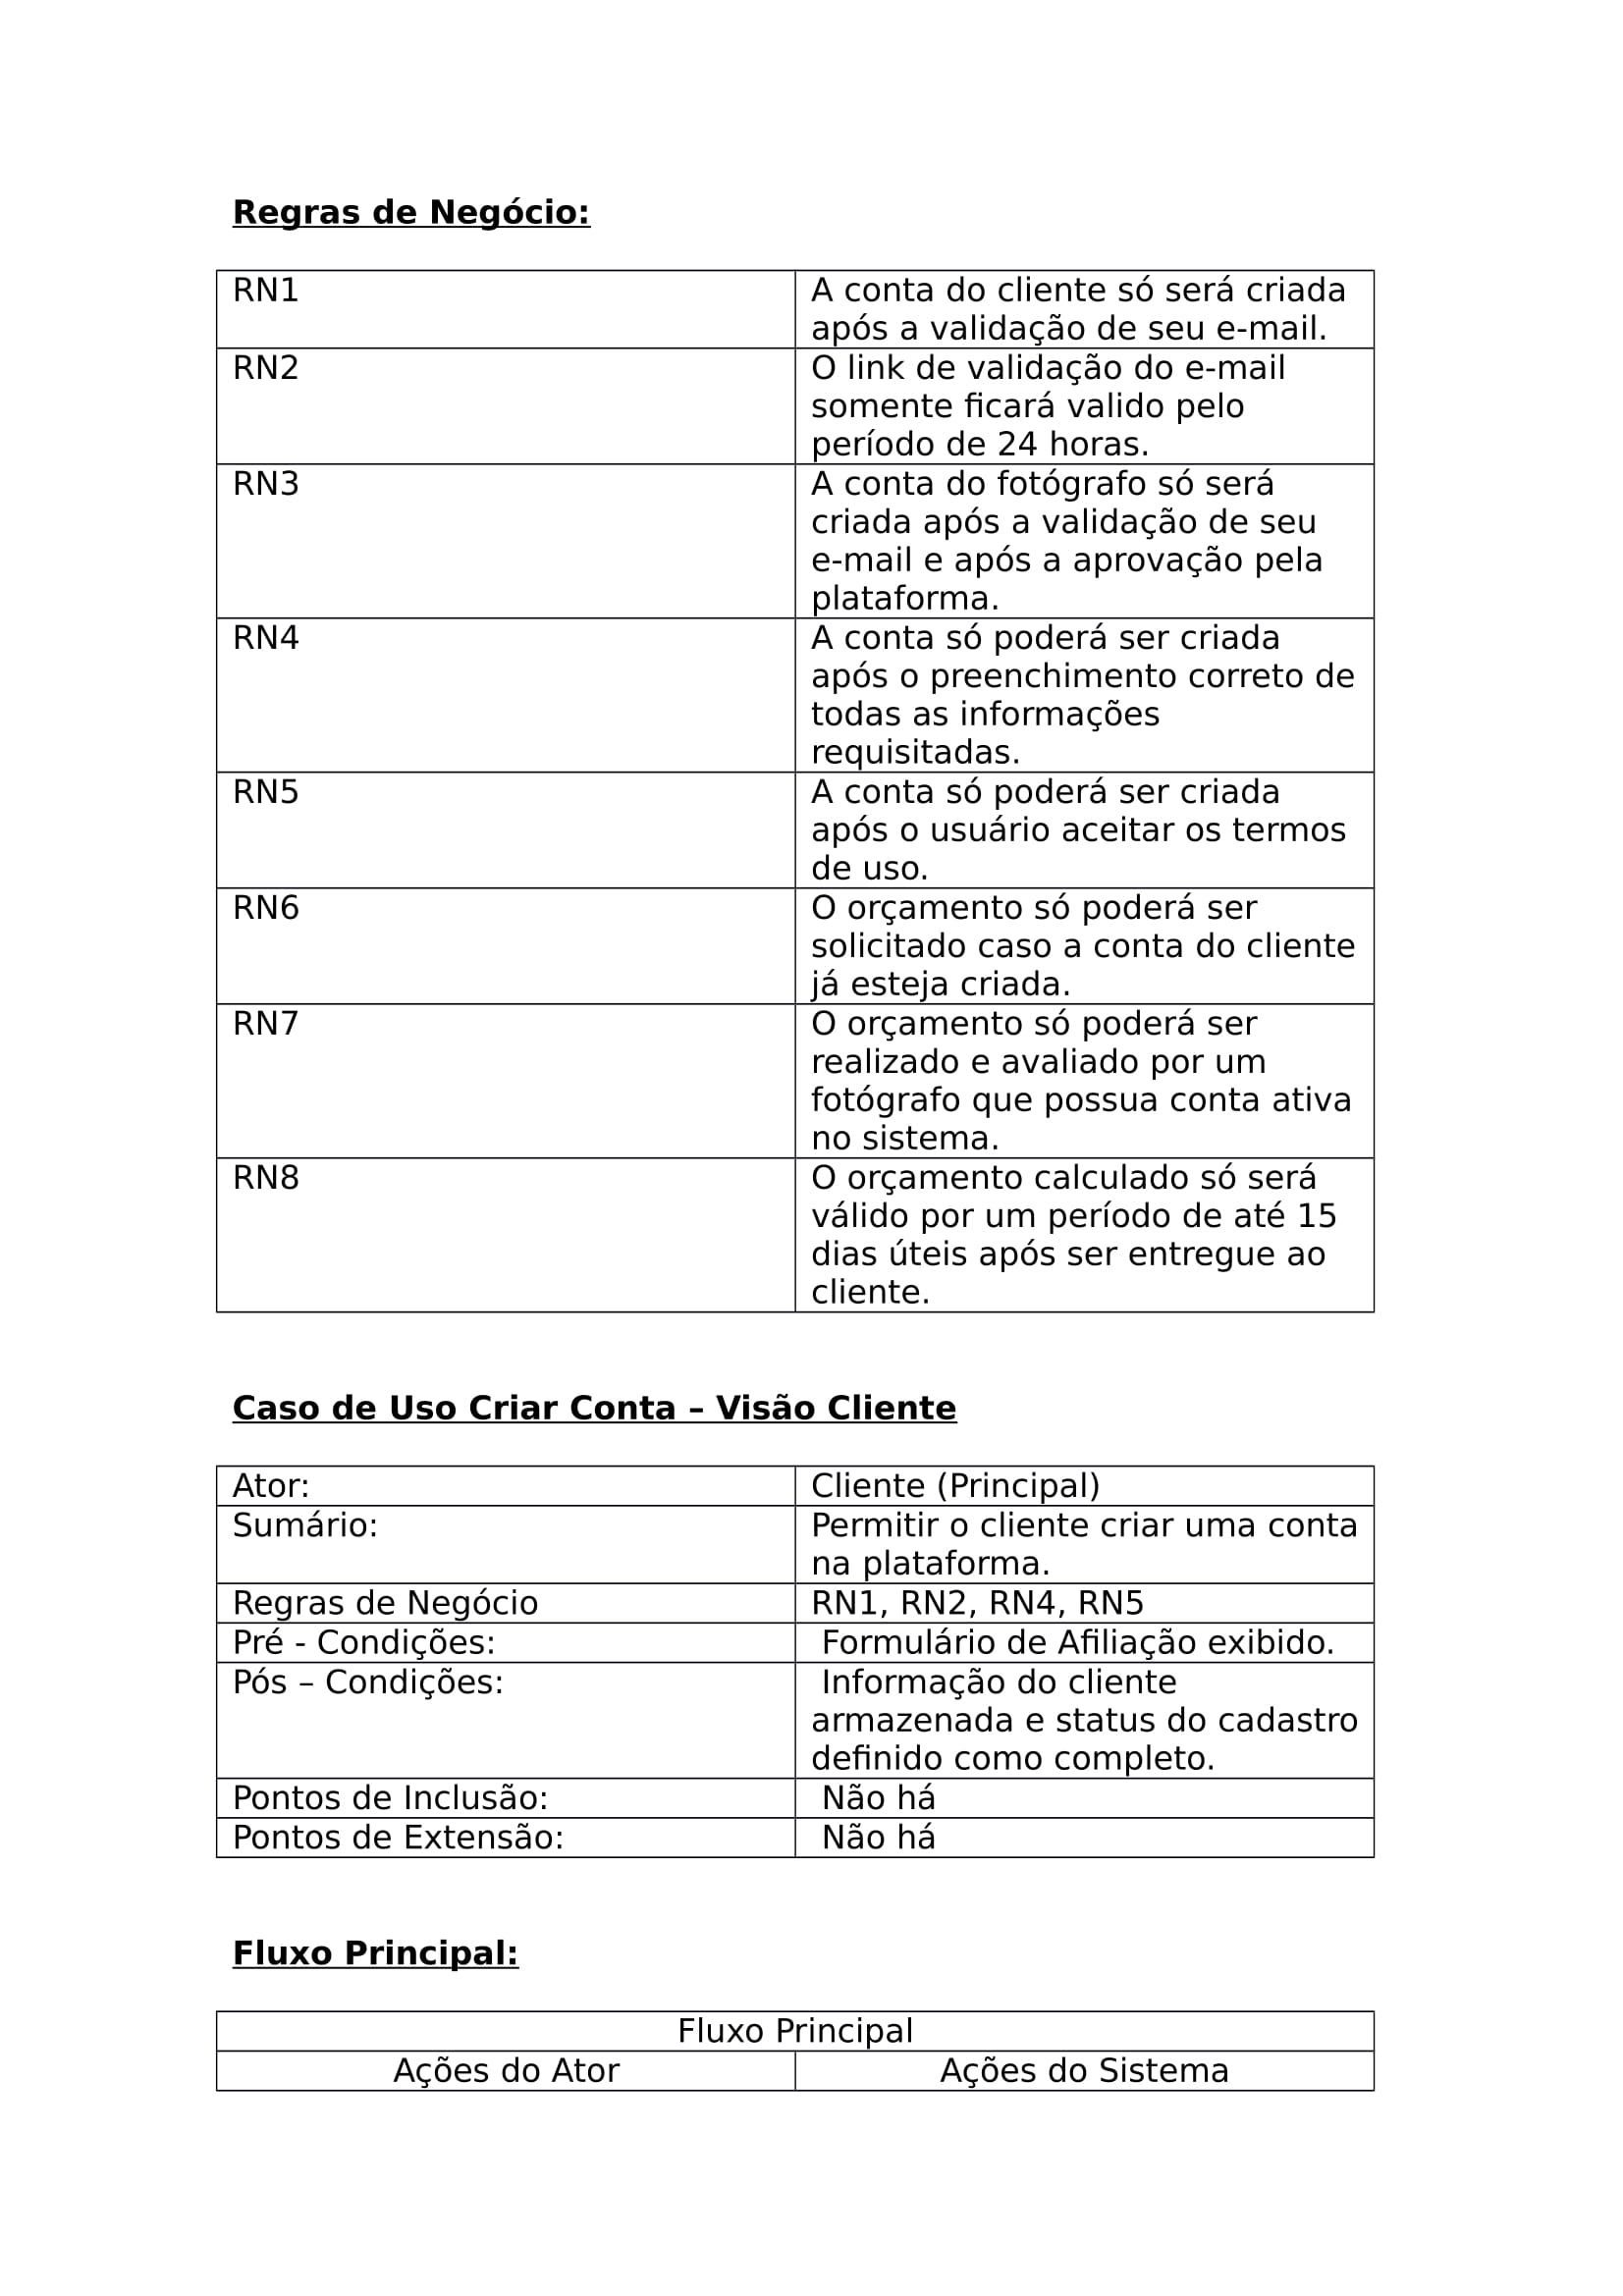 Regras de Negócio:
RN1
A conta do cliente só será criada
após a validação de seu e-mail.
RN2
O link de validação do e-mail
somente ficará valido pelo
período de 24 horas.
RN3
A conta do fotógrafo só será
criada após a validação de seu
e-mail e após a aprovação pela
plataforma.
RN4
A conta só poderá ser criada
após o preenchimento correto de
todas as informações
requisitadas.
RN5
A conta só poderá ser criada
após o usuário aceitar os termos
de uso.
RN6
O orçamento só poderá ser
solicitado caso a conta do cliente
já esteja criada.
RN7
O orçamento só poderá ser
realizado e avaliado por um
fotógrafo que possua conta ativa
no sistema.
RN8
O orçamento calculado só será
válido por um período de até 15
dias úteis após ser entregue ao
cliente.
Caso de Uso Criar Conta – Visão Cliente
Ator:
Cliente (Principal)
Sumário:
Permitir o cliente criar uma conta
na plataforma.
Regras de Negócio
RN1, RN2, RN4, RN5
Pré - Condições:
Formulário de Afiliação exibido.
Pós – Condições:
Informação do cliente
armazenada e status do cadastro
definido como completo.
Pontos de Inclusão:
Não há
Pontos de Extensão:
Não há
Fluxo Principal:
Fluxo Principal
Ações do Ator
Ações do Sistema